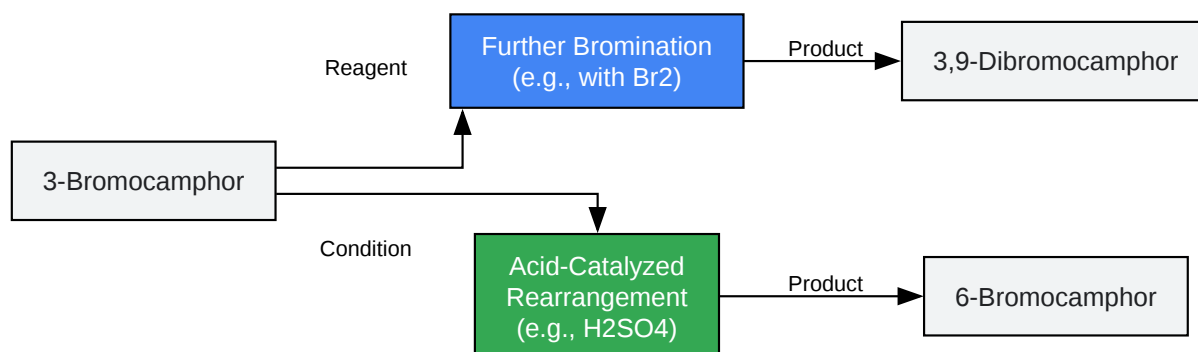 Further Bromination
(e.g., with Br2)
Product
3,9-Dibromocamphor
Reagent
3-Bromocamphor
Condition
Acid-Catalyzed
Rearrangement
(e.g., H2SO4)
Product
6-Bromocamphor